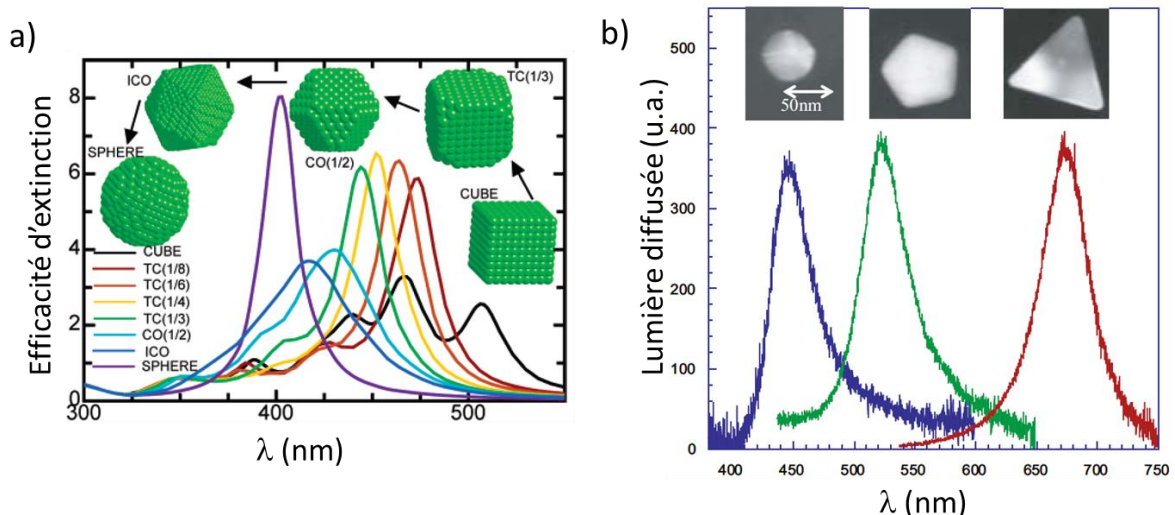 a)
Efficacité d'extinction
8
6
4
2
0
300
400
500
λ (nm)
ICO
SPHERE
CO(1/2)
TC(1/3)
CUBE
CUBE
TC(1/8)
TC(1/6)
TC(1/4)
TC(1/3)
CO(1/2)
ICO
SPHERE
b)
Lumière diffusée (u.a.)
500
400
300
200
100
0
400
450
500
550
600
650
700
750
λ (nm)
50nm